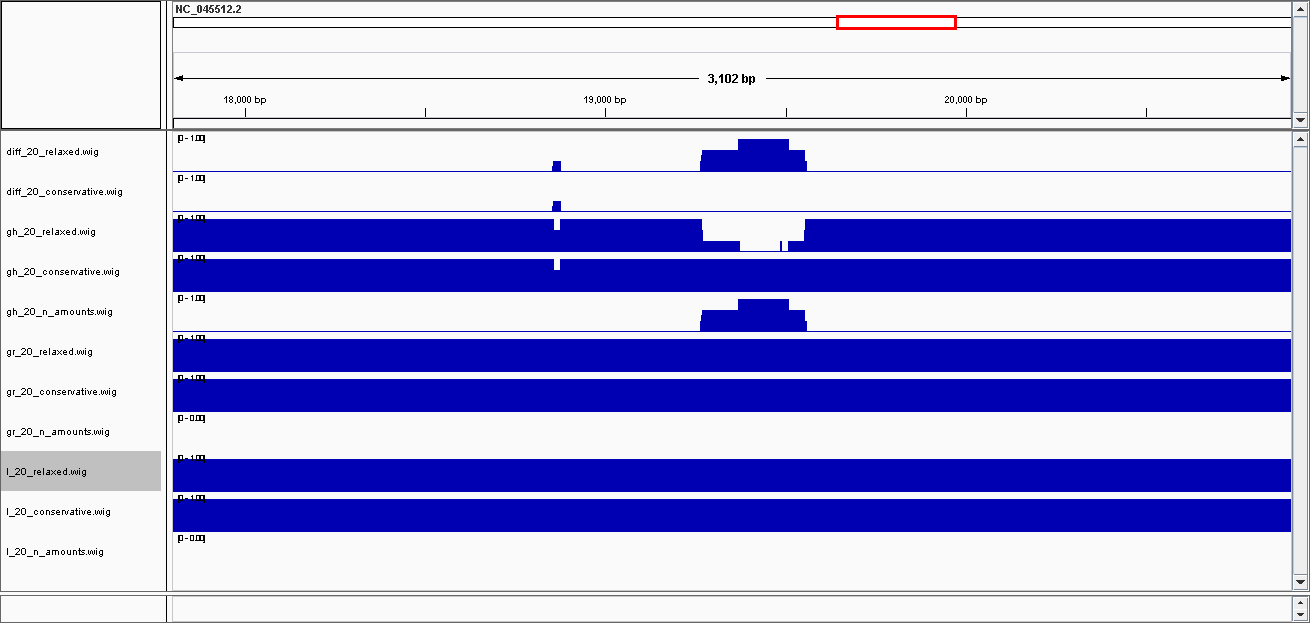 NC_045512.2
3,102 bp
18,000 bp 19,000 bp 20,000 bp
[0 - 1.00]
diff_20_relaxed.wig
[0 - 1.00]
diff_20_conservative.wig
[0 - 1.00]
gh_20_relaxed.wig
[0 - 1.00]
gh_20_conservative.wig
[0 - 1.00]
gh_20_n_amounts.wig
[0 - 1.00]
gr_20_relaxed.wig
[0 - 1.00]
gr_20_conservative.wig
[0 - 0.00]
gr_20_n_amounts.wig
[0 - 1.00]
l_20_relaxed.wig
[0 - 1.00]
l_20_conservative.wig
[0 - 0.00]
l_20_n_amounts.wig